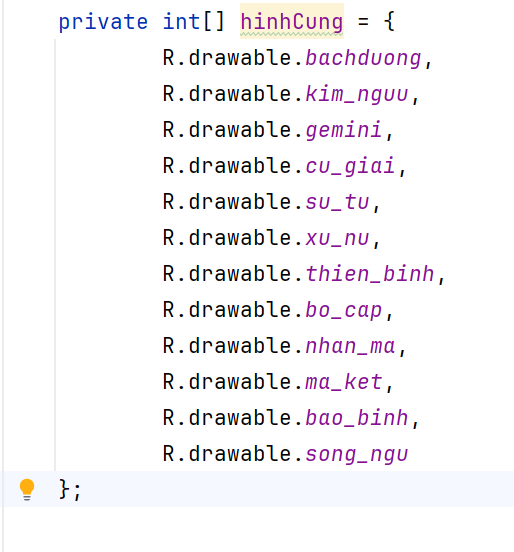 private int[] hinhCung = {
R.drawable.bachduong,
R.drawable.kim_nguu,
R.drawable.gemini,
R.drawable.cu_giai,
R.drawable.su_tu,
R.drawable.xu_nu,
R.drawable.thien_binh,
R.drawable.bo_cap,
R.drawable.nhan_ma,
R.drawable.ma_ket,
R.drawable.bao_binh,
R.drawable.song_ngu
};